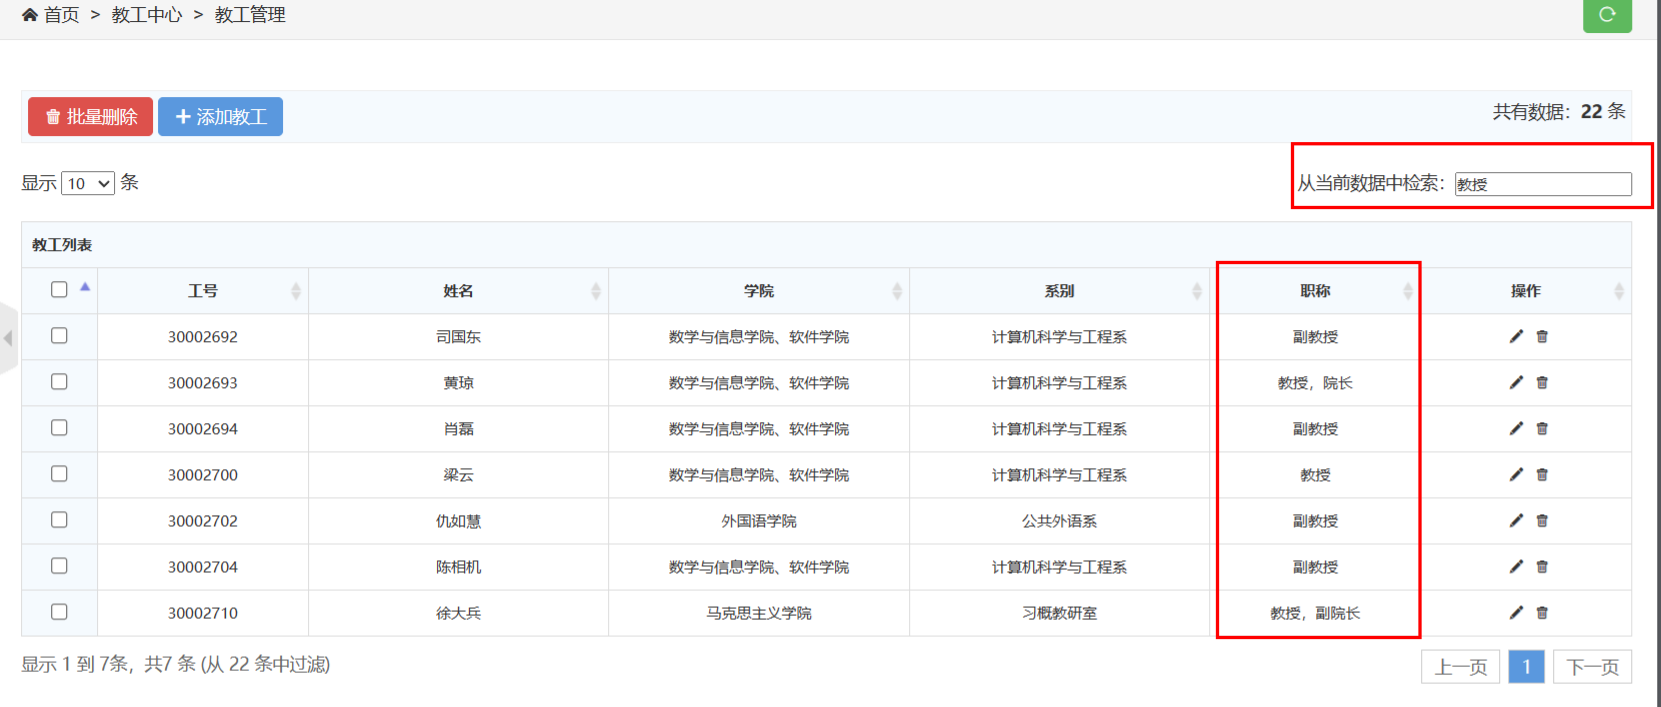 首页 > 教工中心 > 教工管理
批量删除 添加教工 共有数据：22 条
显示 10 条 从当前数据中检索：教授
教工列表
工号 姓名 学院 系别 职称 操作
30002692 司国东 数学与信息学院、软件学院 计算机科学与工程系 副教授
30002693 黄琼 数学与信息学院、软件学院 计算机科学与工程系 教授，院长
30002694 肖磊 数学与信息学院、软件学院 计算机科学与工程系 副教授
30002700 梁云 数学与信息学院、软件学院 计算机科学与工程系 教授
30002702 仇如慧 外国语学院 公共外语系 副教授
30002704 陈相机 数学与信息学院、软件学院 计算机科学与工程系 副教授
30002710 徐大兵 马克思主义学院 习概教研室 教授，副院长
显示 1 到 7条，共7 条 (从 22 条中过滤) 上一页 1 下一页